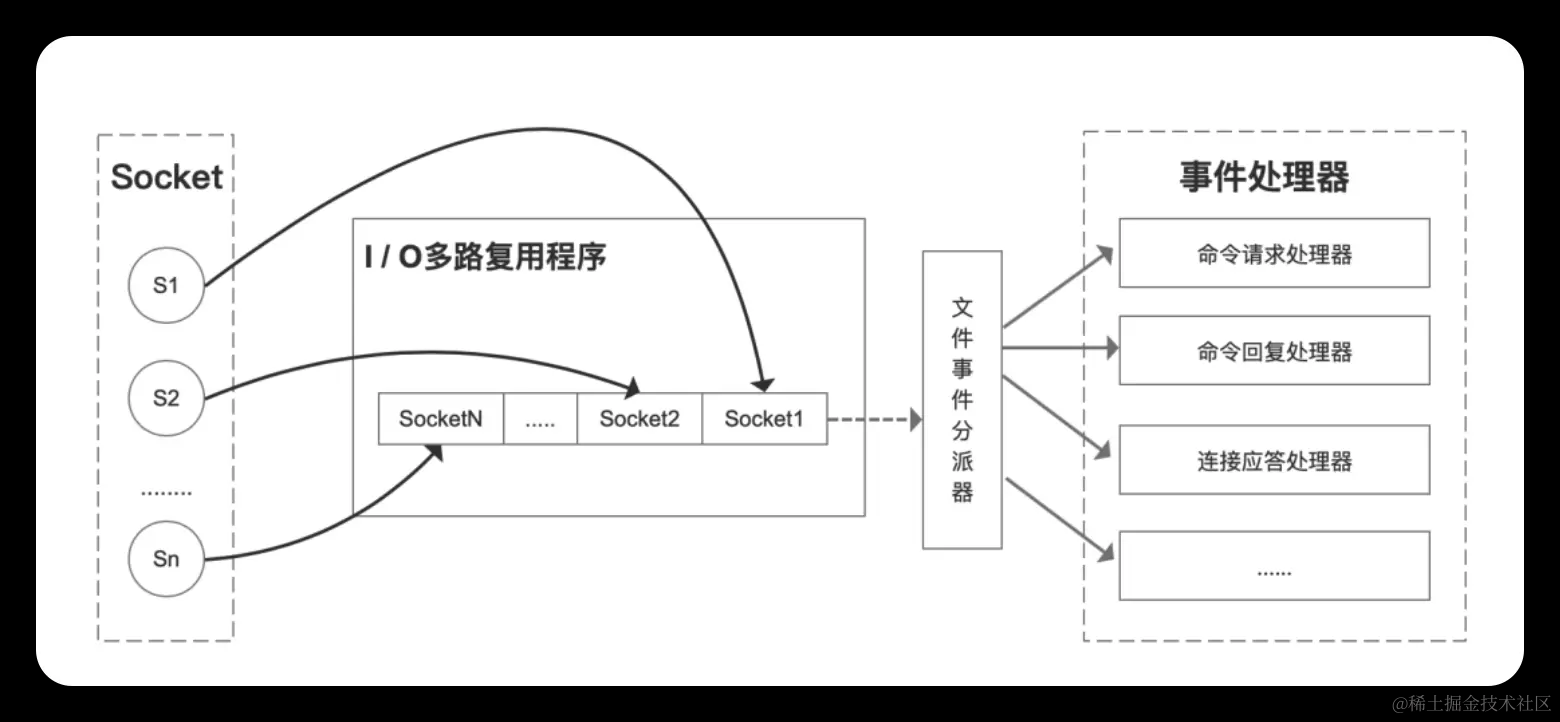 Socket
S1
S2
........
Sn
I / O多路复用程序
SocketN
.....
Socket2
Socket1
文件事件分派器
事件处理器
命令请求处理器
命令回复处理器
连接应答处理器
......
@稀土掘金技术社区